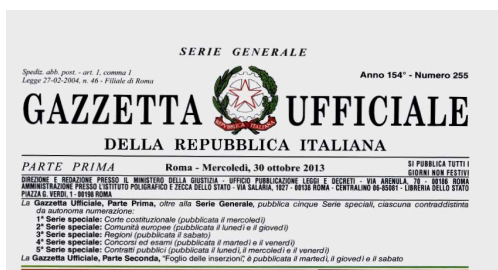 SERIE GENERALE
Spediz. abb. post. - art. 1, comma 1
Legge 27-02-2004, n. 46 - Filiale di Roma
Anno 154° - Numero 255
GAZZETTA UFFICIALE
REPVBBLICA ITALIANA
DELLA REPUBBLICA ITALIANA
PARTE PRIMA
Roma - Mercoledì, 30 ottobre 2013
SI PUBBLICA TUTTI I
GIORNI NON FESTIVI
DIREZIONE E REDAZIONE PRESSO IL MINISTERO DELLA GIUSTIZIA - UFFICIO PUBBLICAZIONE LEGGI E DECRETI - VIA ARENULA, 70 - 00186 ROMA
AMMINISTRAZIONE PRESSO L'ISTITUTO POLIGRAFICO E ZECCA DELLO STATO - VIA SALARIA, 1027 - 00138 ROMA - CENTRALINO 06-85081 - LIBRERIA DELLO STATO
PIAZZA G. VERDI, 1 - 00198 ROMA
La Gazzetta Ufficiale, Parte Prima, oltre alla Serie Generale, pubblica cinque Serie speciali, ciascuna contraddistinta
da autonoma numerazione:
1ª Serie speciale: Corte costituzionale (pubblicata il mercoledì)
2ª Serie speciale: Comunità europee (pubblicata il lunedì e il giovedì)
3ª Serie speciale: Regioni (pubblicata il sabato)
4ª Serie speciale: Concorsi ed esami (pubblicata il martedì e il venerdì)
5ª Serie speciale: Contratti pubblici (pubblicata il lunedì, il mercoledì e il venerdì)
La Gazzetta Ufficiale, Parte Seconda, "Foglio delle inserzioni", è pubblicata il martedì, il giovedì e il sabato